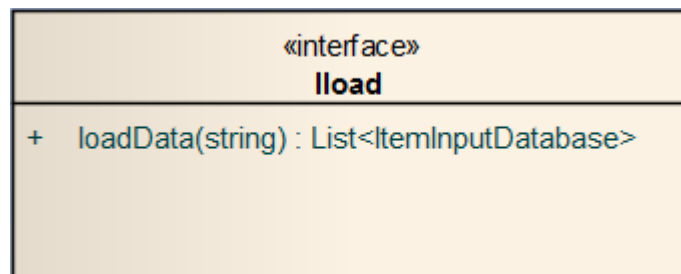 «interface»
Iload
+ loadData(string) : List<ItemInputDatabase>